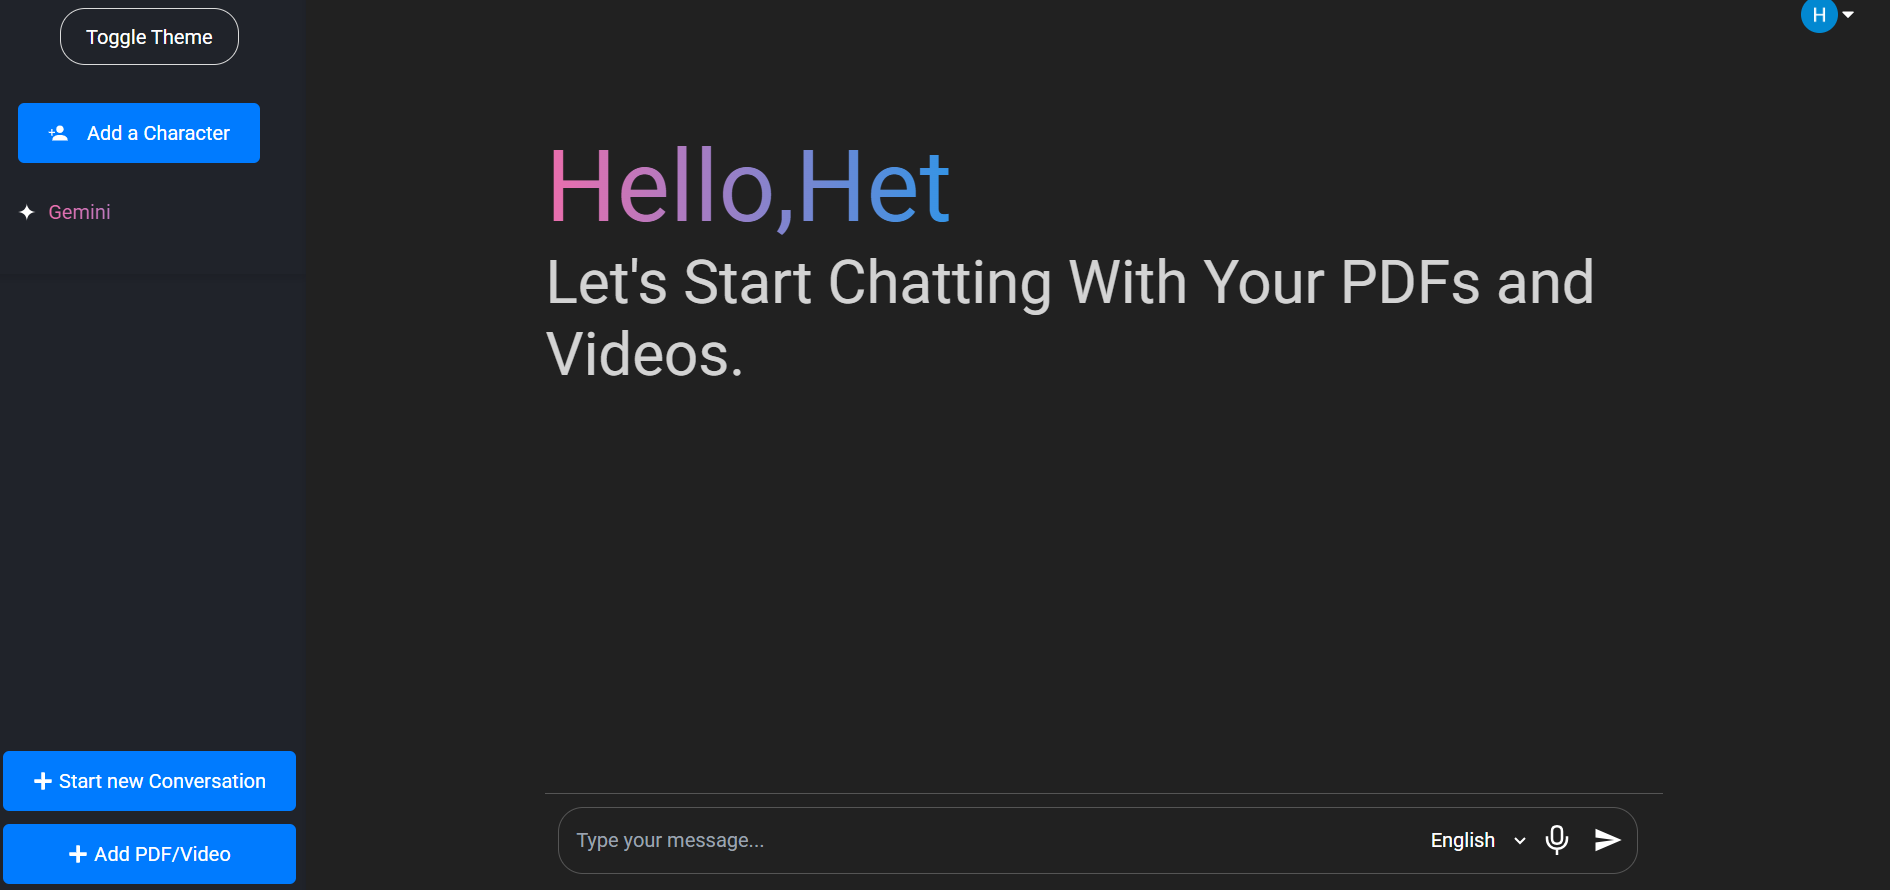 Toggle Theme
Add a Character
Gemini
Start new Conversation
Add PDF/Video
H
Hello,Het
Let's Start Chatting With Your PDFs and
Videos.
Type your message...
English